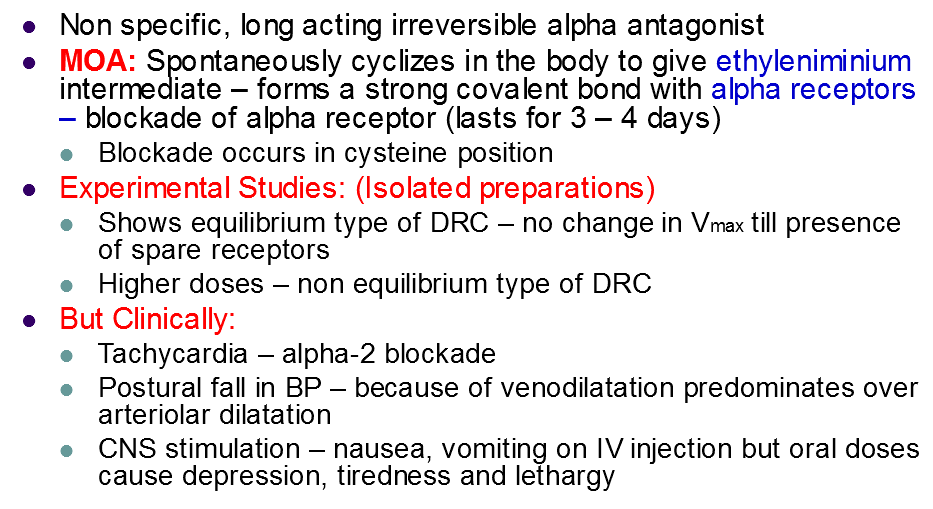 Non specific, long acting irreversible alpha antagonist
MOA: Spontaneously cyclizes in the body to give ethyleniminium
intermediate – forms a strong covalent bond with alpha receptors
– blockade of alpha receptor (lasts for 3 – 4 days)
Blockade occurs in cysteine position
Experimental Studies: (Isolated preparations)
Shows equilibrium type of DRC – no change in Vmax till presence
of spare receptors
Higher doses – non equilibrium type of DRC
But Clinically:
Tachycardia – alpha-2 blockade
Postural fall in BP – because of venodilatation predominates over
arteriolar dilatation
CNS stimulation – nausea, vomiting on IV injection but oral doses
cause depression, tiredness and lethargy